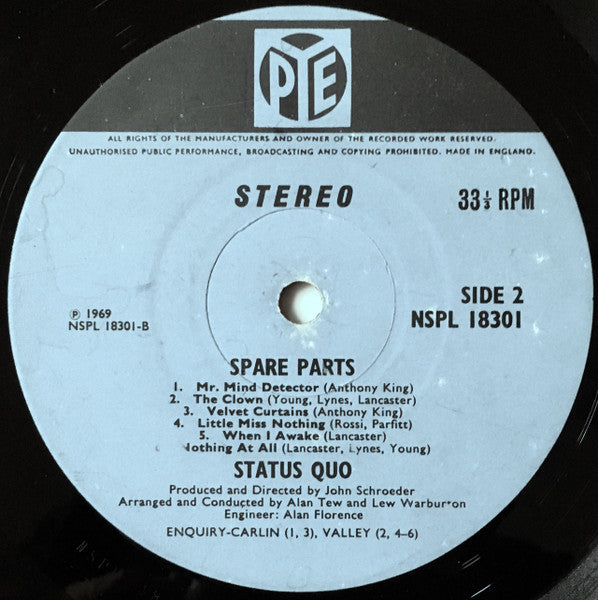 PYE
ALL RIGHTS OF THE MANUFACTURERS AND OWNER OF THE RECORDED WORK RESERVED.
UNAUTHORISED PUBLIC PERFORMANCE, BROADCASTING AND COPYING PROHIBITED. MADE IN ENGLAND.
STEREO 33⅓ RPM
℗ 1969
NSPL 18301-B
SIDE 2
NSPL 18301
SPARE PARTS
1. Mr. Mind Detector (Anthony King)
2. The Clown (Young, Lynes, Lancaster)
3. Velvet Curtains (Anthony King)
4. Little Miss Nothing (Rossi, Parfitt)
5. When I Awake (Lancaster)
Nothing At All (Lancaster, Lynes, Young)
STATUS QUO
Produced and Directed by John Schroeder
Arranged and Conducted by Alan Tew and Lew Warburton
Engineer: Alan Florence
ENQUIRY-CARLIN (1, 3), VALLEY (2, 4–6)